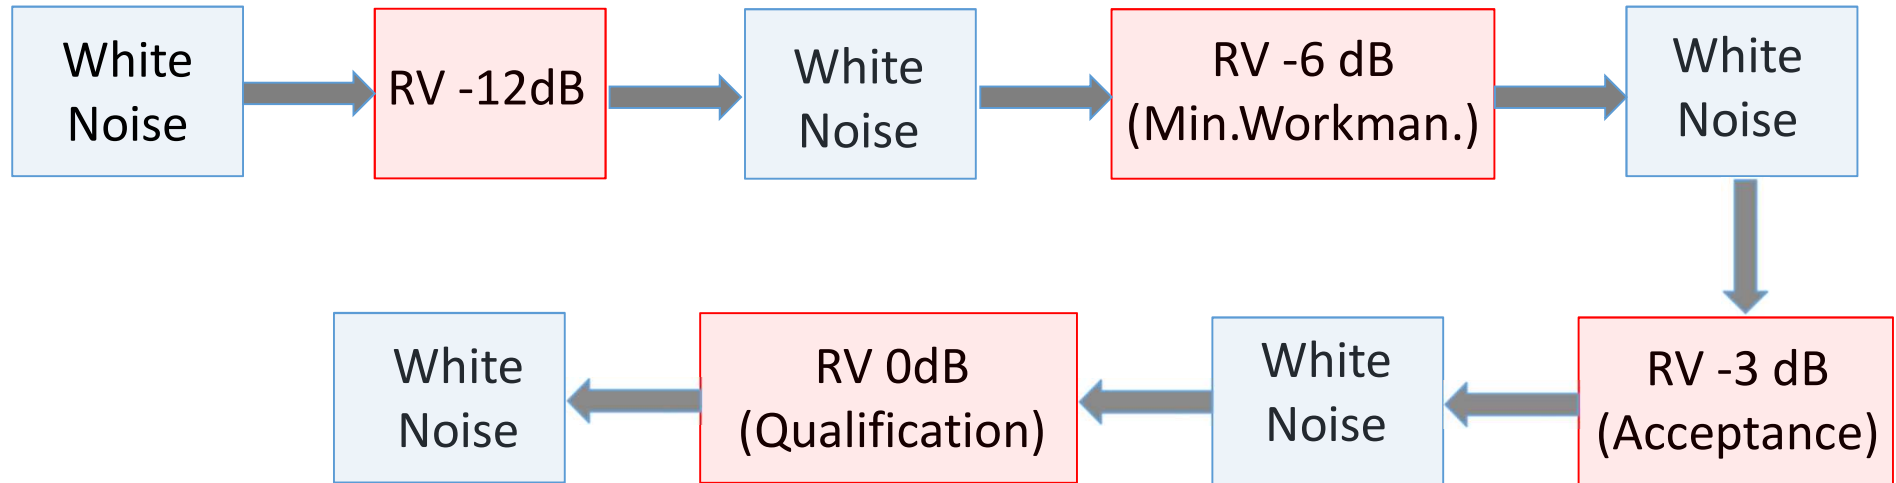 White
Noise
RV -12dB
White
Noise
RV -6 dB
(Min.Workman.)
White
Noise
RV -3 dB
(Acceptance)
White
Noise
RV 0dB
(Qualification)
White
Noise